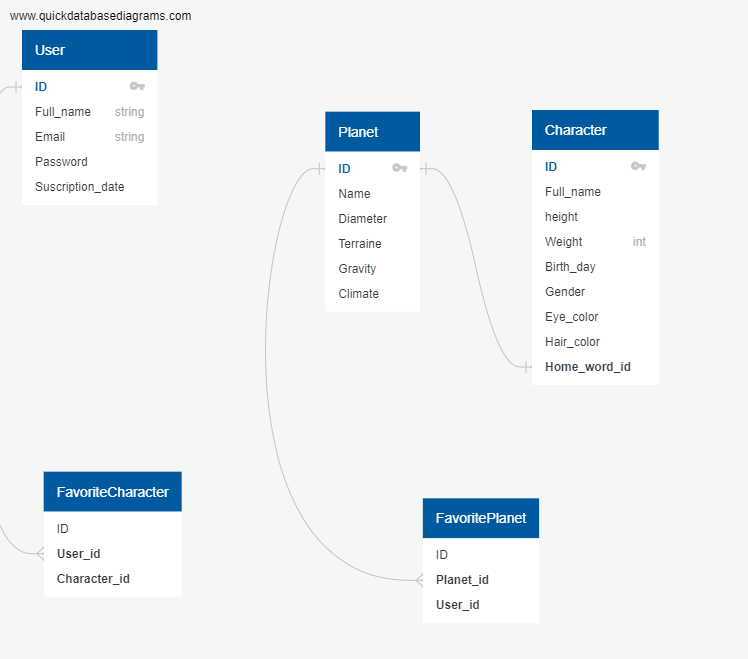 www.quickdatabasediagrams.com
User
ID
Full_name string
Email string
Password
Suscription_date
Planet
ID
Name
Diameter
Terraine
Gravity
Climate
Character
ID
Full_name
height
Weight int
Birth_day
Gender
Eye_color
Hair_color
Home_word_id
FavoriteCharacter
ID
User_id
Character_id
FavoritePlanet
ID
Planet_id
User_id